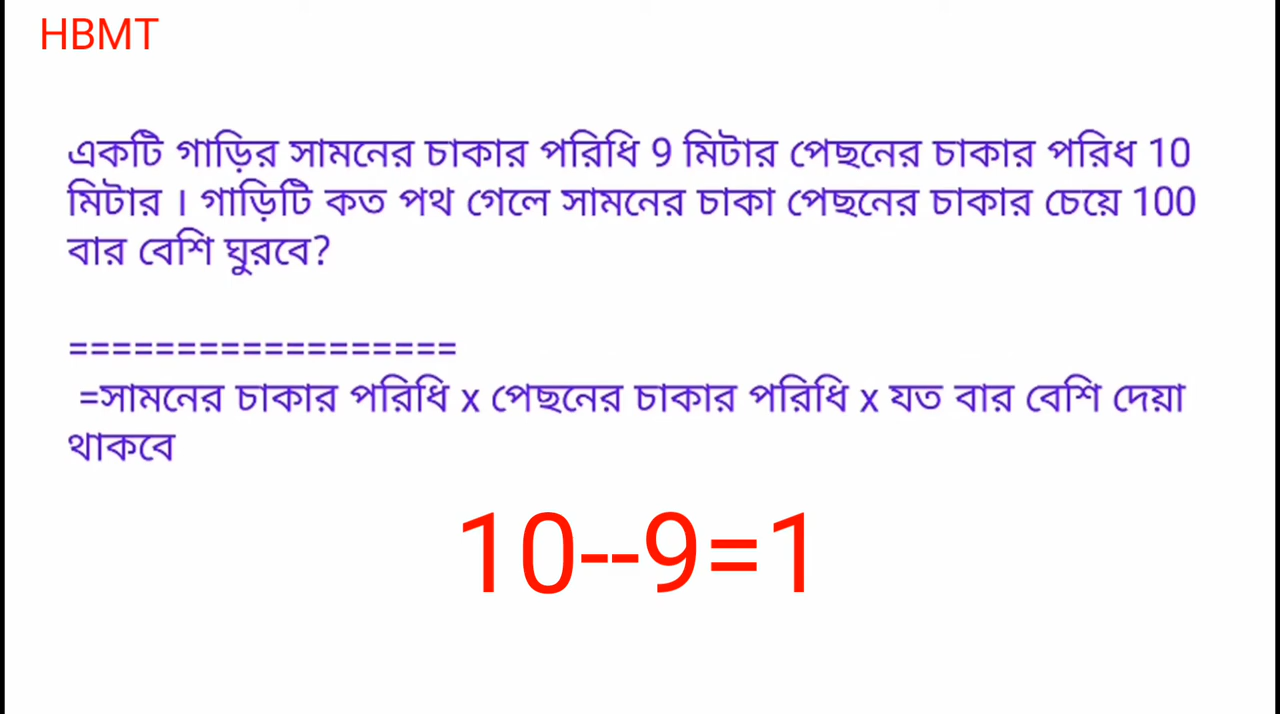 HBMT
একটি গাড়ির সামনের চাকার পরিধি 9 মিটার পেছনের চাকার পরিধ 10
মিটার । গাড়িটি কত পথ গেলে সামনের চাকা পেছনের চাকার চেয়ে 100
বার বেশি ঘুরবে?
==================
=সামনের চাকার পরিধি x পেছনের চাকার পরিধি x যত বার বেশি দেয়া
থাকবে
10--9=1